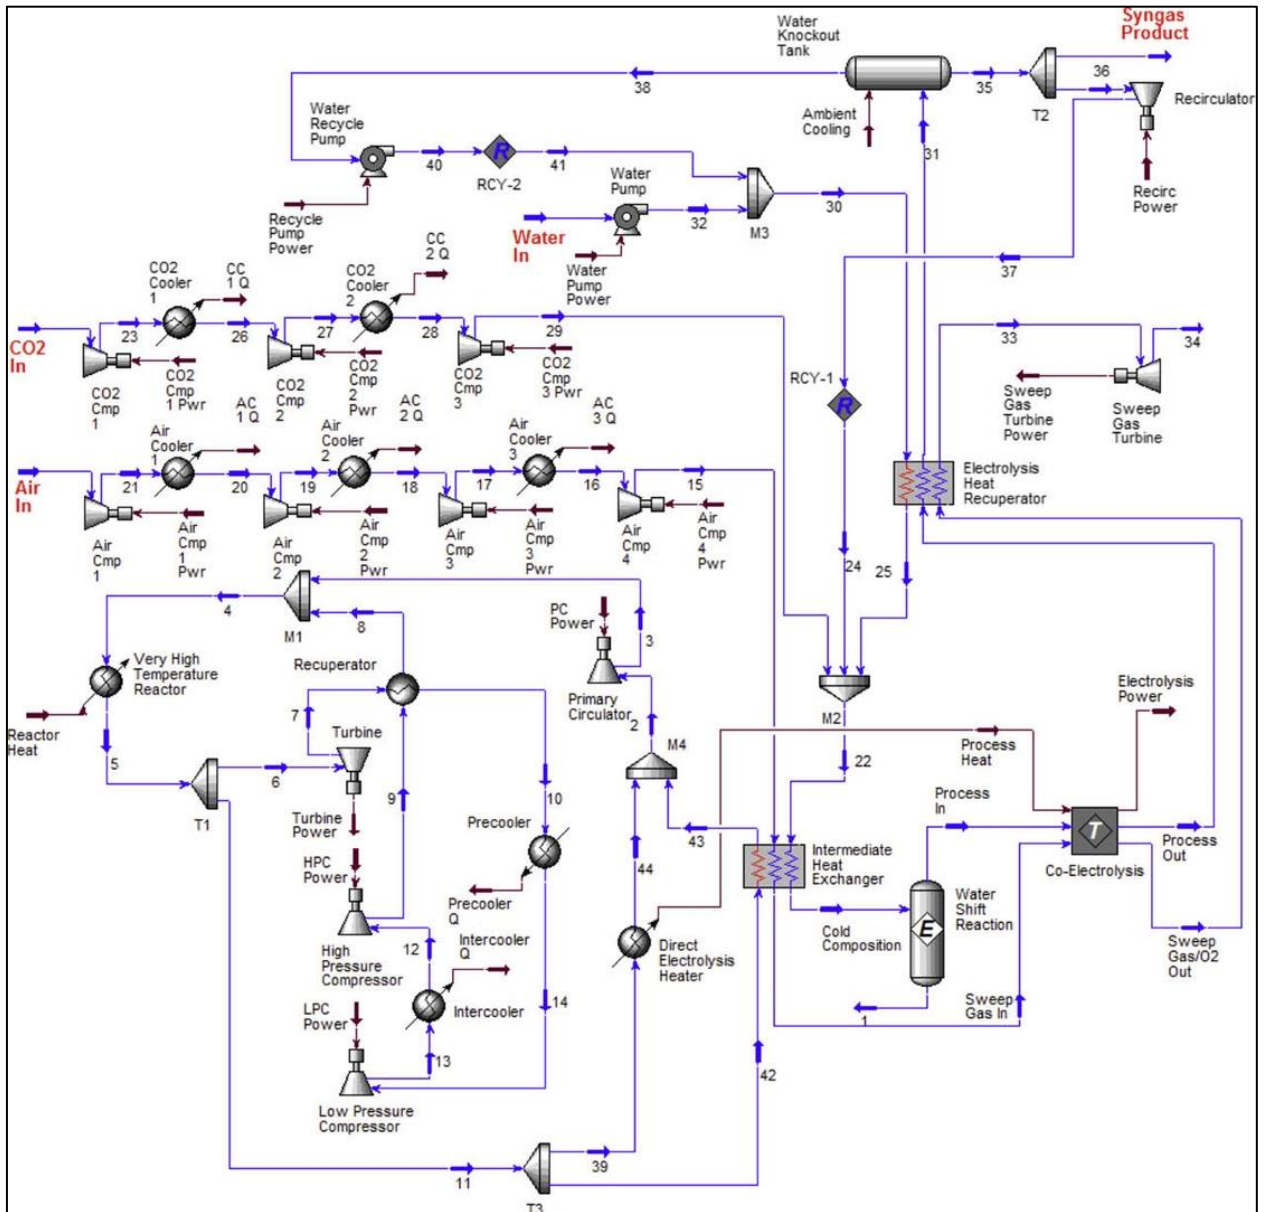 Syngas
Product
Water
Knockout
Tank
38
35
36
T2
Recirculator
Ambient
Cooling
31
Recirc
Power
Water
Recycle
Pump
40
R
41
RCY-2
Recycle
Pump
Power
Water
Pump
Water
In
32
M3
30
Water
Pump
Power
37
CO2
In
23
CO2
Cooler
1
CC
1 Q
26
27
CO2
Cooler
2
CC
2 Q
28
29
CO2
Cmp
1
CO2
Cmp
1 Pwr
CO2
Cmp
2
CO2
Cmp
2
Pwr
CO2
Cmp
3
CO2
Cmp
3 Pwr
33
34
Sweep
Gas
Turbine
Power
Sweep
Gas
Turbine
RCY-1
R
Air
In
21
Air
Cooler
1
AC
1 Q
20
19
Air
Cooler
2
AC
2 Q
18
17
Air
Cooler
3
AC
3 Q
16
15
Air
Cmp
1
Air
Cmp
1
Pwr
Air
Cmp
2
Air
Cmp
2
Pwr
Air
Cmp
3
Air
Cmp
3
Pwr
Air
Cmp
4
Air
Cmp
4
Pwr
Electrolysis
Heat
Recuperator
24
25
4
M1
8
3
PC
Power
Primary
Circulator
2
Very High
Temperature
Reactor
Reactor
Heat
5
Recuperator
7
Turbine
6
T1
9
10
Turbine
Power
HPC
Power
Precooler
Precooler
Q
High
Pressure
Compressor
12
Intercooler
Q
Intercooler
14
LPC
Power
13
Low Pressure
Compressor
M4
M2
22
Process
Heat
Electrolysis
Power
43
44
Intermediate
Heat
Exchanger
Process
In
T
Process
Out
Co-Electrolysis
Direct
Electrolysis
Heater
Cold
Composition
E
Water
Shift
Reaction
Sweep
Gas/O2
Out
Sweep
Gas In
1
42
11
T3
39